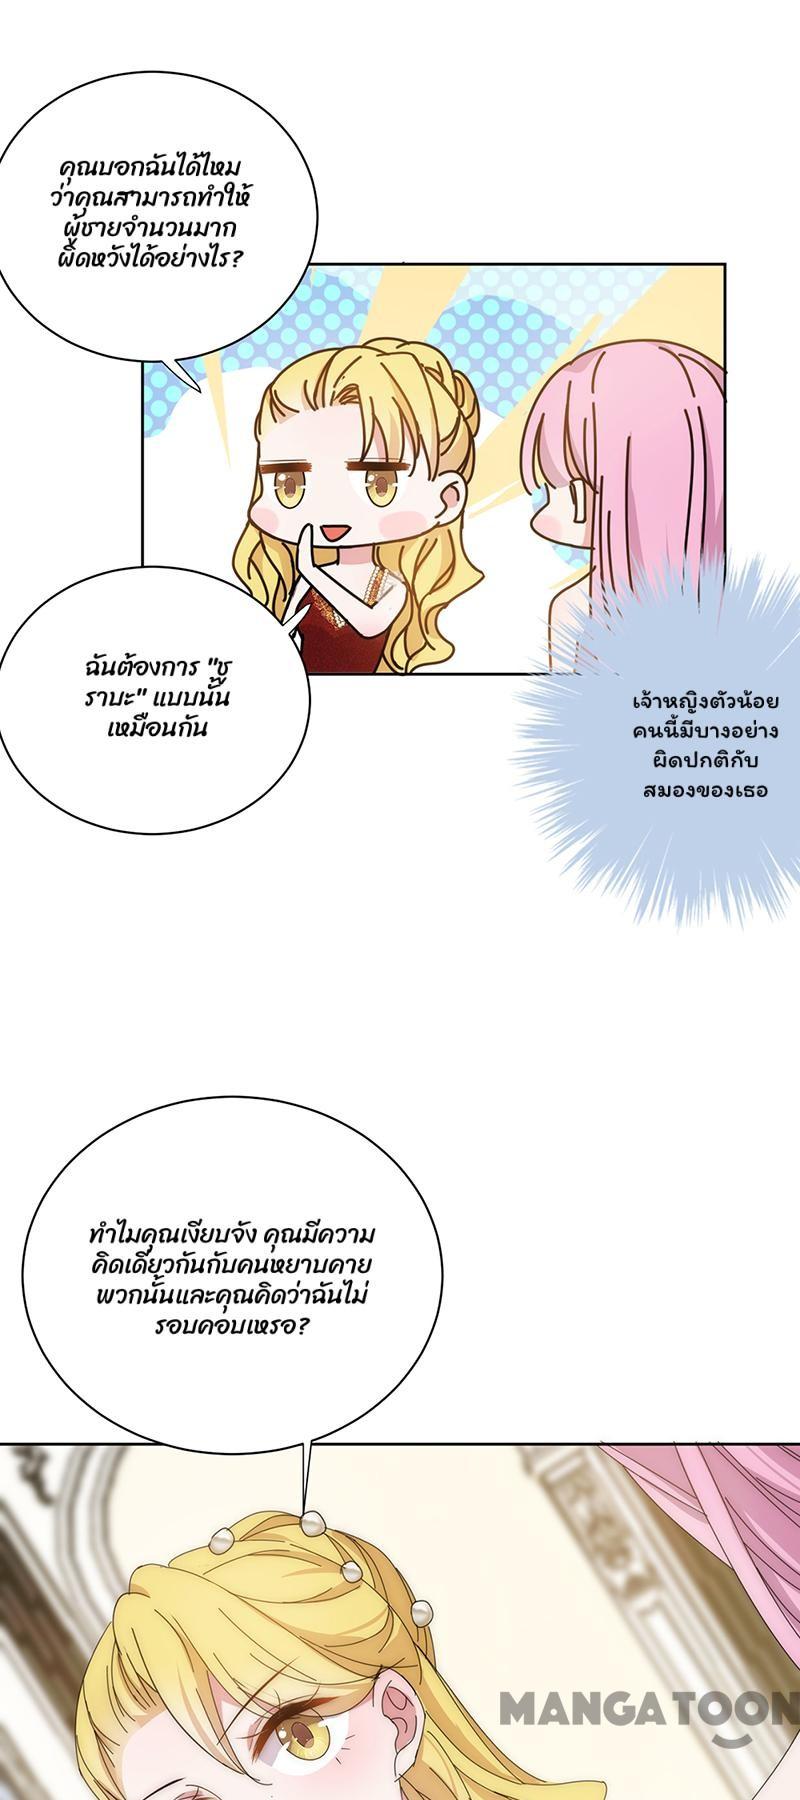 คุณบอกฉันได้ไหม
ว่าคุณสามารถทำให้
ผู้ชายจำนวนมาก
ผิดหวังได้อย่างไร?
ฉันต้องการ "ชู
ราบะ" แบบนั้น
เหมือนกัน
เจ้าหญิงตัวน้อย
คนนี้มีบางอย่าง
ผิดปกติกับ
สมองของเธอ
ทำไมคุณเงียบจัง คุณมีความ
คิดเดียวกันกับคนหยาบคาย
พวกนั้นและคุณคิดว่าฉันไม่
รอบคอบเหรอ?
MANGA TOON